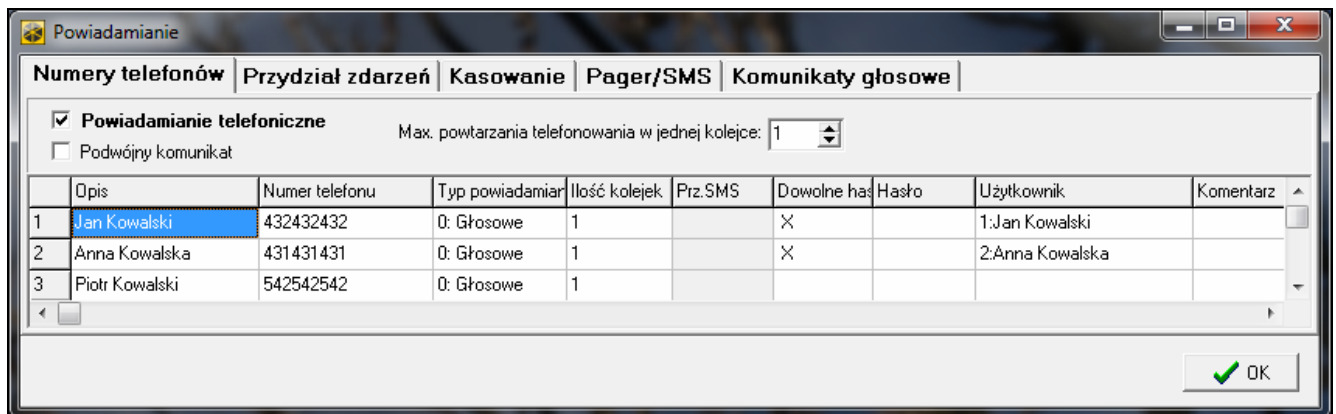 Powiadamianie
Numery telefonów Przydział zdarzeń Kasowanie Pager/SMS Komunikaty głosowe
Powiadamianie telefoniczne Max. powtarzania telefonowania w jednej kolejce: 1
Podwójny komunikat
Opis Numer telefonu Typ powiadamian Ilość kolejek Prz.SMS Dowolne has Hasło Użytkownik Komentarz
1 Jan Kowalski 432432432 0: Głosowe 1 X 1:Jan Kowalski
2 Anna Kowalska 431431431 0: Głosowe 1 X 2:Anna Kowalska
3 Piotr Kowalski 542542542 0: Głosowe 1
OK